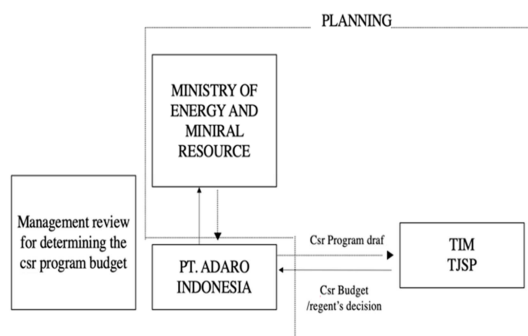 PLANNING
MINISTRY OF
ENERGY AND
MINIRAL
RESOURCE
Management review
for determining the
csr program budget
PT. ADARO
INDONESIA
Csr Program draf
Csr Budget
/regent's decision
TIM
TJSP